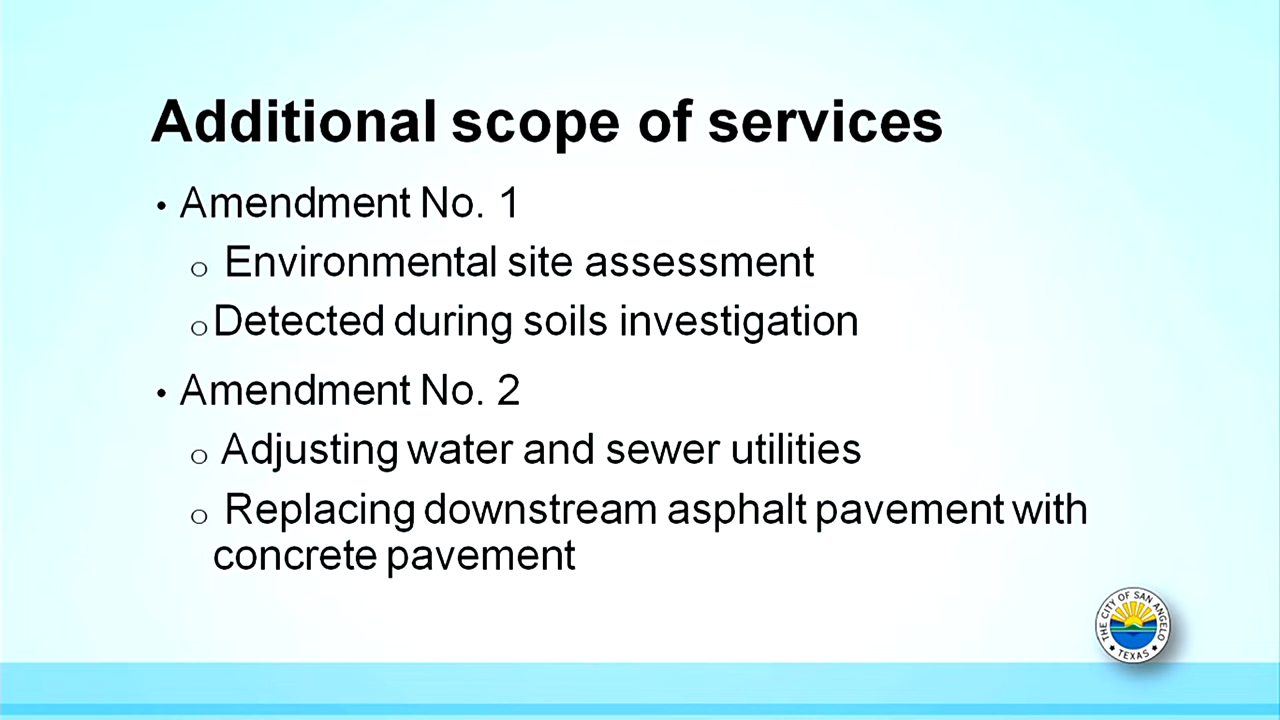 Additional scope of services
• Amendment No. 1
o Environmental site assessment
o Detected during soils investigation
• Amendment No. 2
o Adjusting water and sewer utilities
o Replacing downstream asphalt pavement with
concrete pavement
THE CITY OF SAN ANGELO
TEXAS